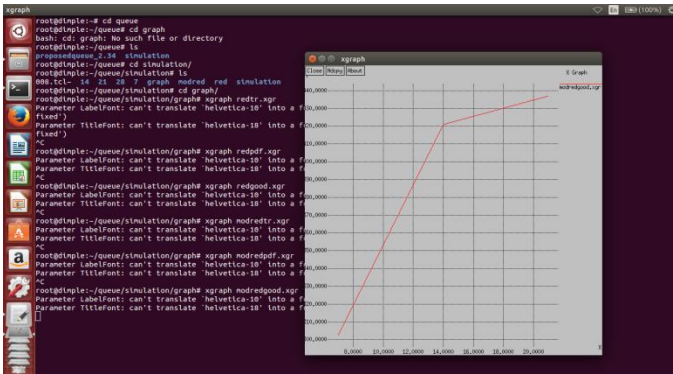 xgraph
En (100%)
root@dimple:~# cd queue
root@dimple:~/queue# cd graph
bash: cd: graph: No such file or directory
root@dimple:~/queue# ls
proposedqueue_2.34 simulation
root@dimple:~/queue# cd simulation/
root@dimple:~/queue/simulation# ls
008.tcl~ 14 21 28 7 graph modred red simulation
root@dimple:~/queue/simulation# cd graph/
root@dimple:~/queue/simulation/graph# xgraph redtr.xgr
Parameter LabelFont: can't translate `helvetica-10' into a f
fixed')
Parameter TitleFont: can't translate `helvetica-18' into a f
fixed')
^C
root@dimple:~/queue/simulation/graph# xgraph redpdf.xgr
Parameter LabelFont: can't translate `helvetica-10' into a f
Parameter TitleFont: can't translate `helvetica-18' into a f
^C
root@dimple:~/queue/simulation/graph# xgraph redgood.xgr
Parameter LabelFont: can't translate `helvetica-10' into a f
Parameter TitleFont: can't translate `helvetica-18' into a f
^C
root@dimple:~/queue/simulation/graph# xgraph modredtr.xgr
Parameter LabelFont: can't translate `helvetica-10' into a f
Parameter TitleFont: can't translate `helvetica-18' into a f
^C
root@dimple:~/queue/simulation/graph# xgraph modredpdf.xgr
Parameter LabelFont: can't translate `helvetica-10' into a f
Parameter TitleFont: can't translate `helvetica-18' into a f
^C
root@dimple:~/queue/simulation/graph# xgraph modredgood.xgr
Parameter LabelFont: can't translate `helvetica-10' into a f
Parameter TitleFont: can't translate `helvetica-18' into a f
xgraph
Close Hdcpy About
X Graph
modredgood.xgr
X
8.0000 10.0000 12.0000 14.0000 16.0000 18.0000 20.0000